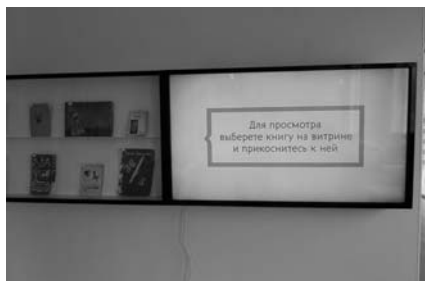 Для просмотра
выберете книгу на витрине
и прикоснитесь к ней